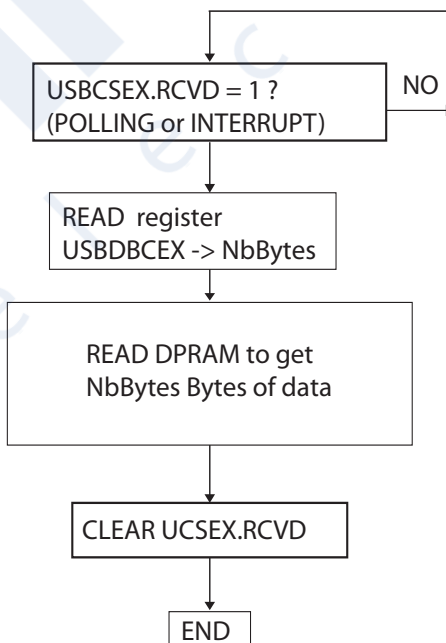 USBCSEX.RCVD = 1 ?
(POLLING or INTERRUPT)
NO
READ register
USBDBCEX -> NbBytes
READ DPRAM to get
NbBytes Bytes of data
CLEAR UCSEX.RCVD
END